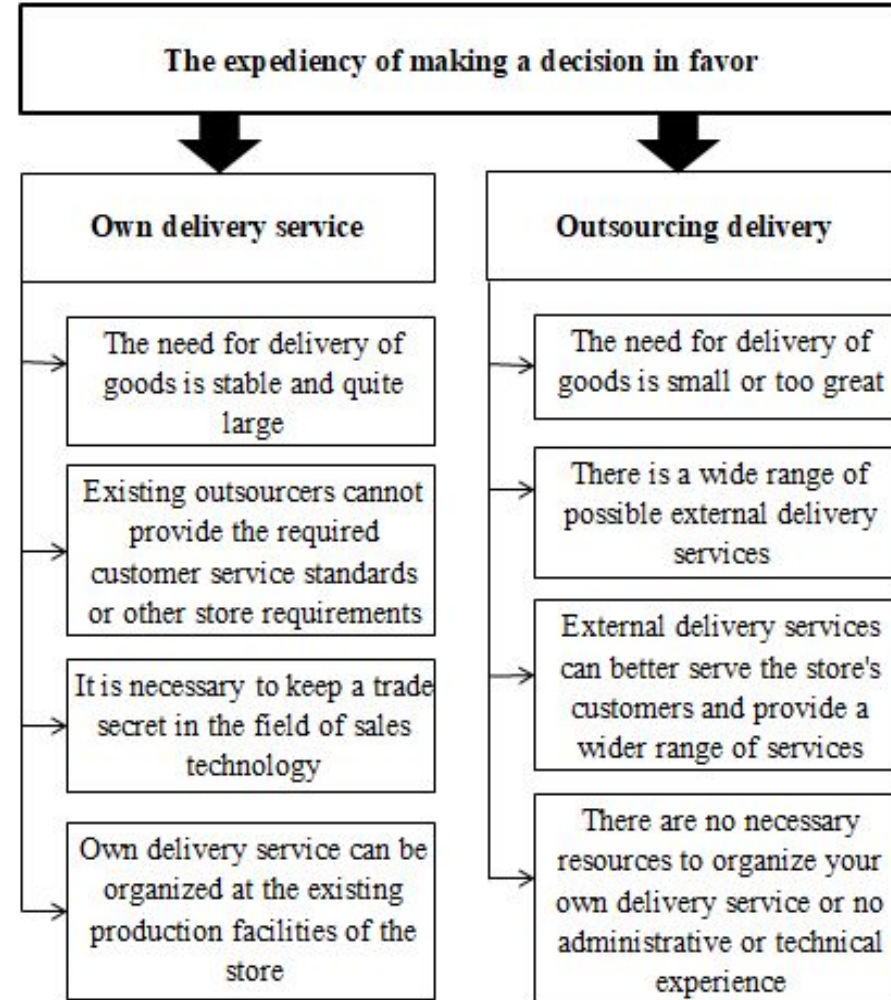 The expediency of making a decision in favor
Own delivery service
The need for delivery of
goods is stable and quite
large
Existing outsourcers cannot
provide the required
customer service standards
or other store requirements
It is necessary to keep a trade
secret in the field of sales
technology
Own delivery service can be
organized at the existing
production facilities of the
store
Outsourcing delivery
The need for delivery of
goods is small or too great
There is a wide range of
possible external delivery
services
External delivery services
can better serve the store's
customers and provide a
wider range of services
There are no necessary
resources to organize your
own delivery service or no
administrative or technical
experience